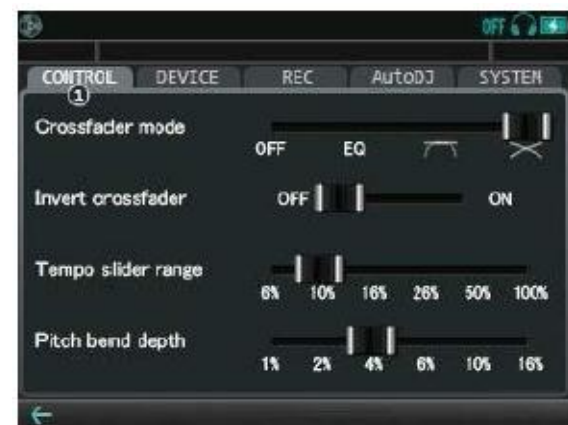 OFF
CONTROL DEVICE REC AutoDJ SYSTEM
①
Crossfader mode
OFF EQ
Invert crossfader OFF ON
Tempo slider range
6% 10% 16% 26% 50% 100%
Pitch bend depth
1% 2% 4% 6% 10% 16%